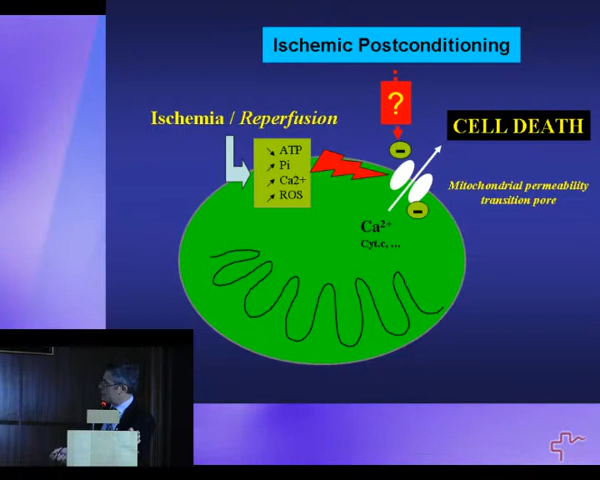 Ischemic Postconditioning
?
Ischemia / Reperfusion
CELL DEATH
↘ ATP
↗ Pi
↗ Ca2+
↗ ROS
-
Mitochondrial permeability
transition pore
-
Ca²⁺
Cyt.c, ...